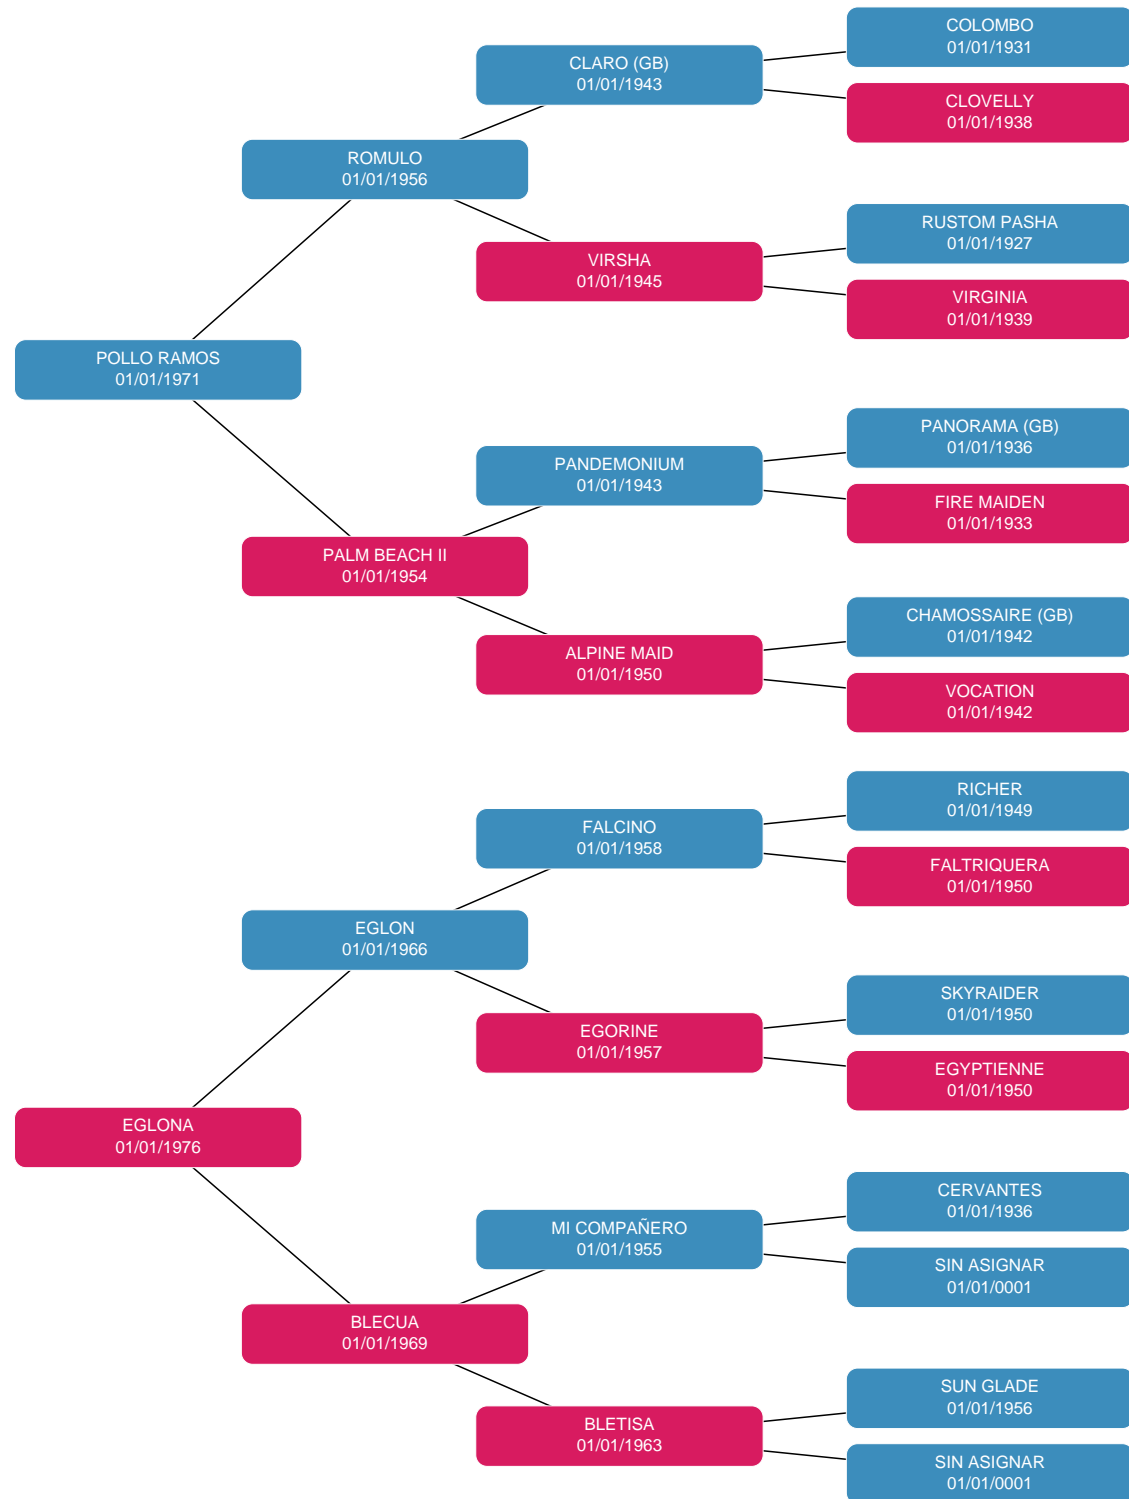 COLOMBO
01/01/1931
CLARO (GB)
01/01/1943
CLOVELLY
01/01/1938
ROMULO
01/01/1956
RUSTOM PASHA
01/01/1927
VIRSHA
01/01/1945
VIRGINIA
01/01/1939
POLLO RAMOS
01/01/1971
PANORAMA (GB)
01/01/1936
PANDEMONIUM
01/01/1943
FIRE MAIDEN
01/01/1933
PALM BEACH II
01/01/1954
CHAMOSSAIRE (GB)
01/01/1942
ALPINE MAID
01/01/1950
VOCATION
01/01/1942
RICHER
01/01/1949
FALCINO
01/01/1958
FALTRIQUERA
01/01/1950
EGLON
01/01/1966
SKYRAIDER
01/01/1950
EGORINE
01/01/1957
EGYPTIENNE
01/01/1950
EGLONA
01/01/1976
CERVANTES
01/01/1936
MI COMPAÑERO
01/01/1955
SIN ASIGNAR
01/01/0001
BLECUA
01/01/1969
SUN GLADE
01/01/1956
BLETISA
01/01/1963
SIN ASIGNAR
01/01/0001